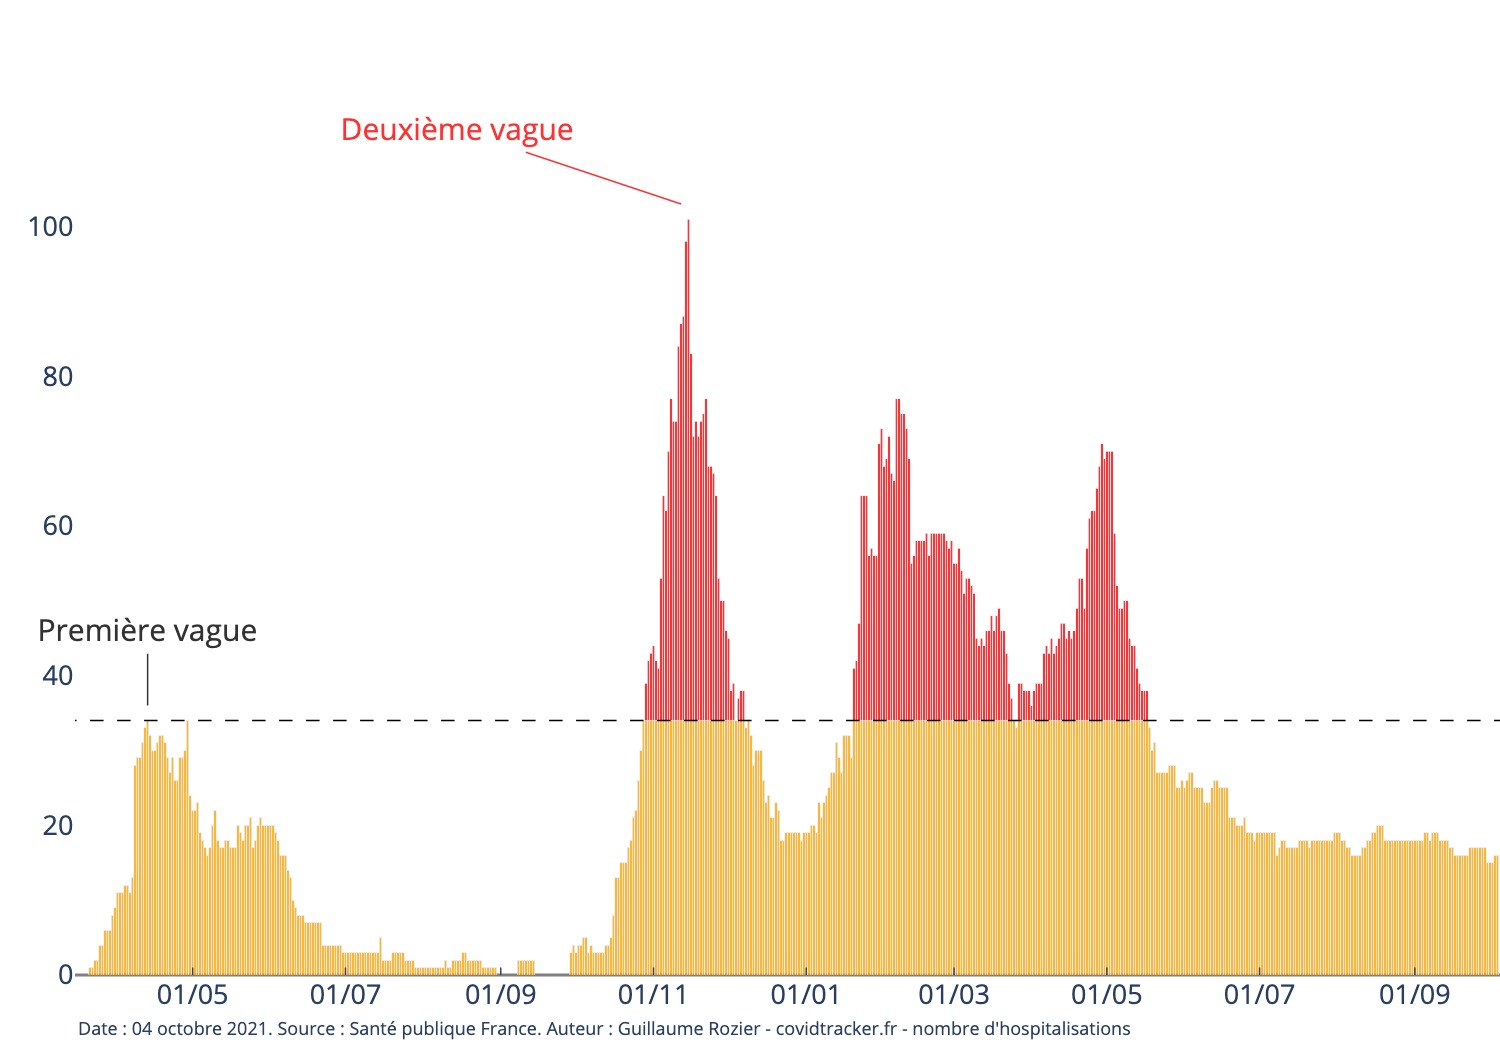 Deuxième vague
100
80
60
Première vague
40
20
0
01/05 01/07 01/09 01/11 01/01 01/03 01/05 01/07 01/09
Date : 04 octobre 2021. Source : Santé publique France. Auteur : Guillaume Rozier - covidtracker.fr - nombre d'hospitalisations